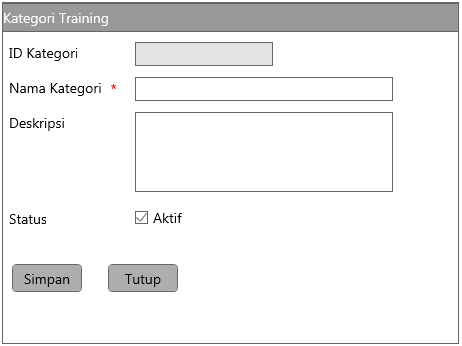 Kategori Training
ID Kategori
Nama Kategori *
Deskripsi
Status Aktif
Simpan Tutup